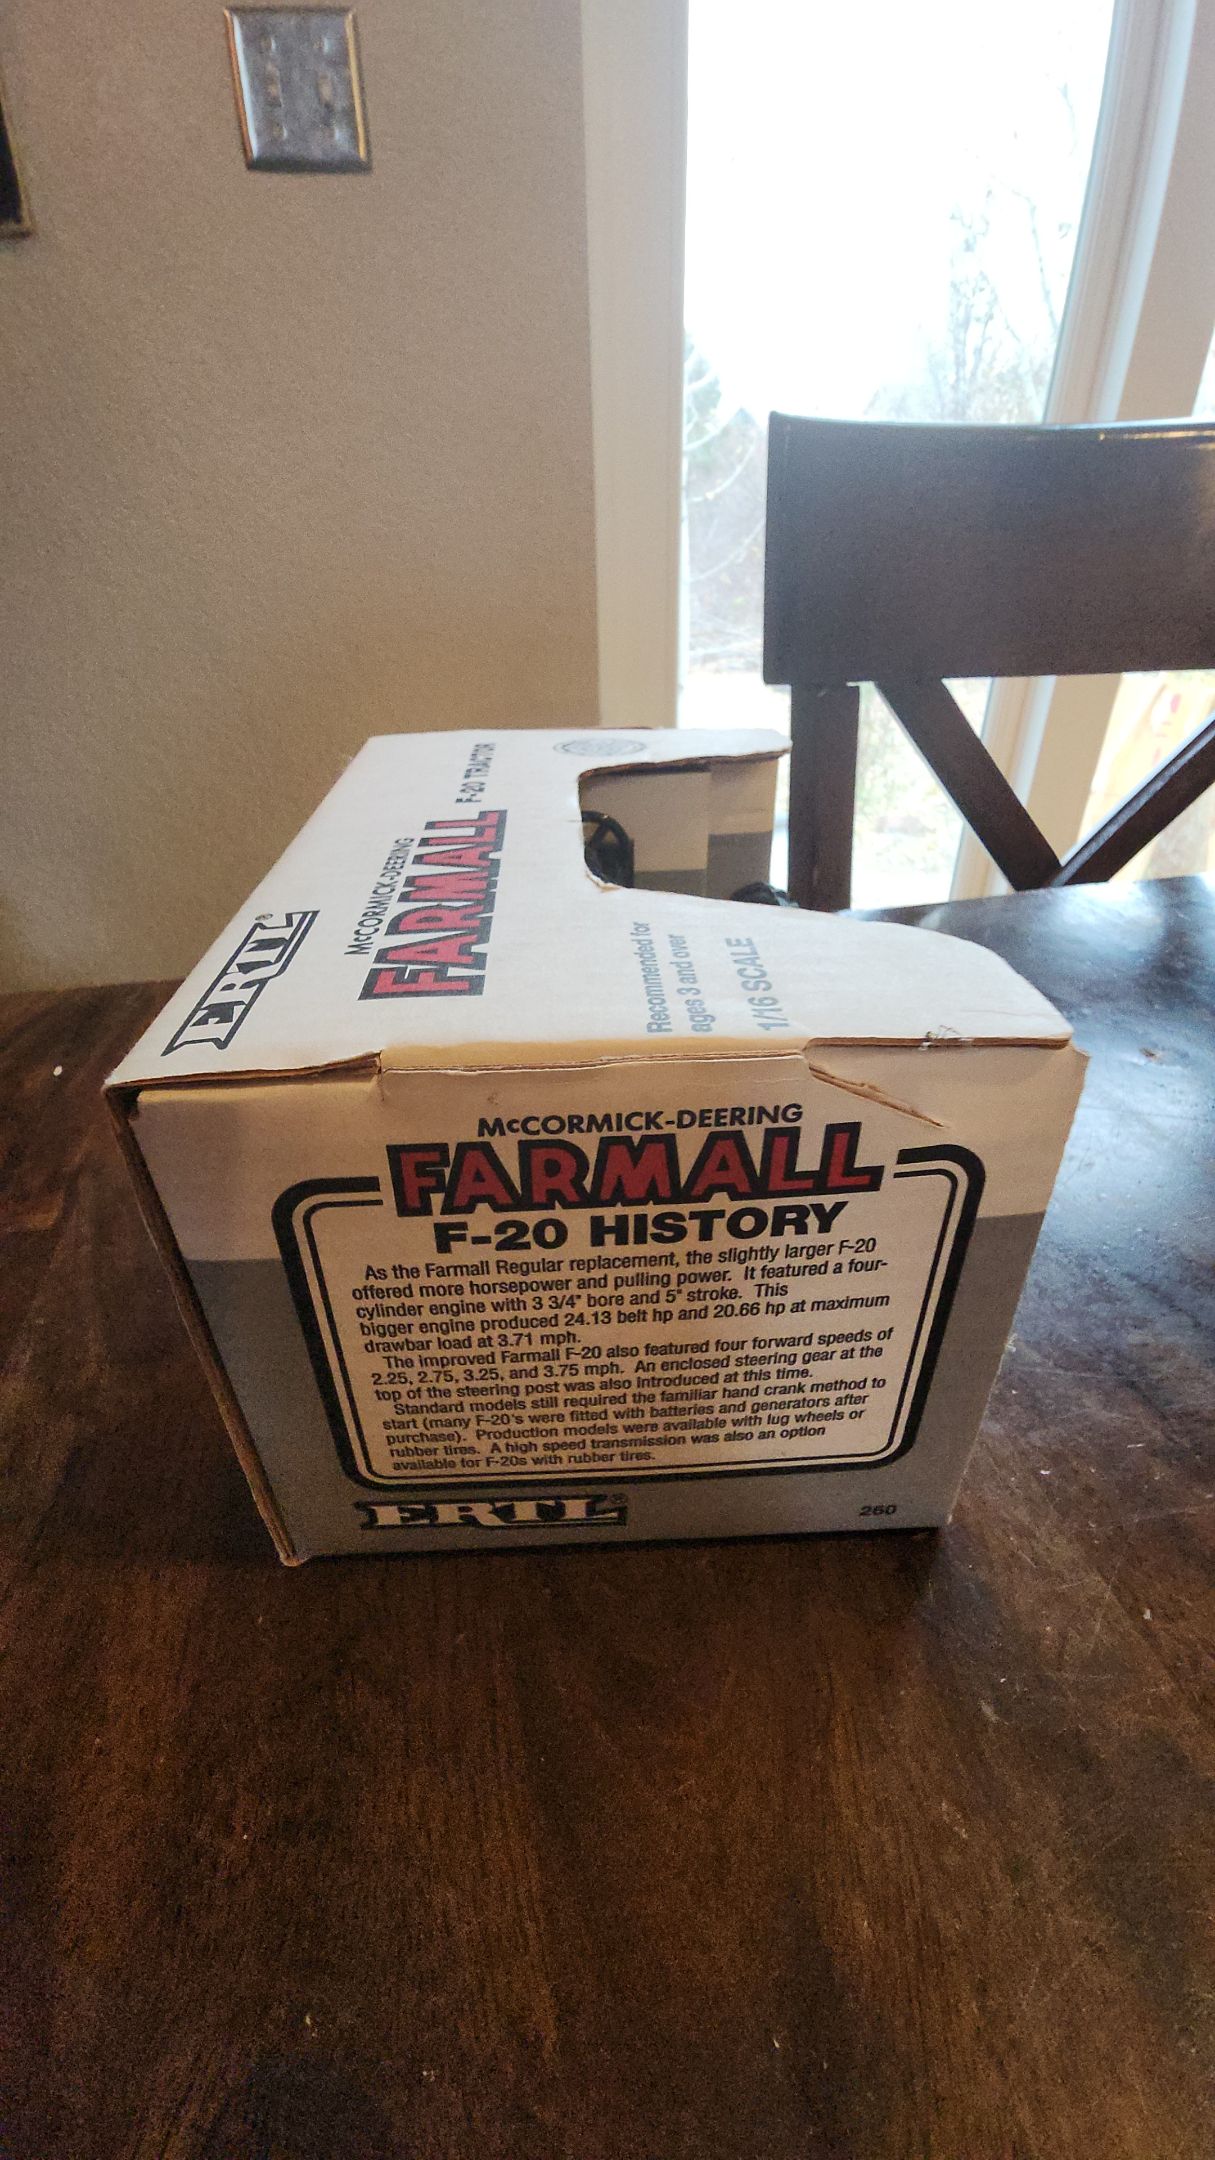 ERTL®
McCORMICK-DEERING
FARMALL
F-20 TRACTOR
Recommended for
ages 3 and over
1/16 SCALE
McCORMICK-DEERING
FARMALL
F-20 HISTORY
As the Farmall Regular replacement, the slightly larger F-20
offered more horsepower and pulling power. It featured a four-
cylinder engine with 3 3/4" bore and 5" stroke. This
bigger engine produced 24.13 belt hp and 20.66 hp at maximum
drawbar load at 3.71 mph.
The improved Farmall F-20 also featured four forward speeds of
2.25, 2.75, 3.25, and 3.75 mph. An enclosed steering gear at the
top of the steering post was also introduced at this time.
Standard models still required the familiar hand crank method to
start (many F-20's were fitted with batteries and generators after
purchase). Production models were available with lug wheels or
rubber tires. A high speed transmission was also an option
available for F-20s with rubber tires.
ERTL®
260